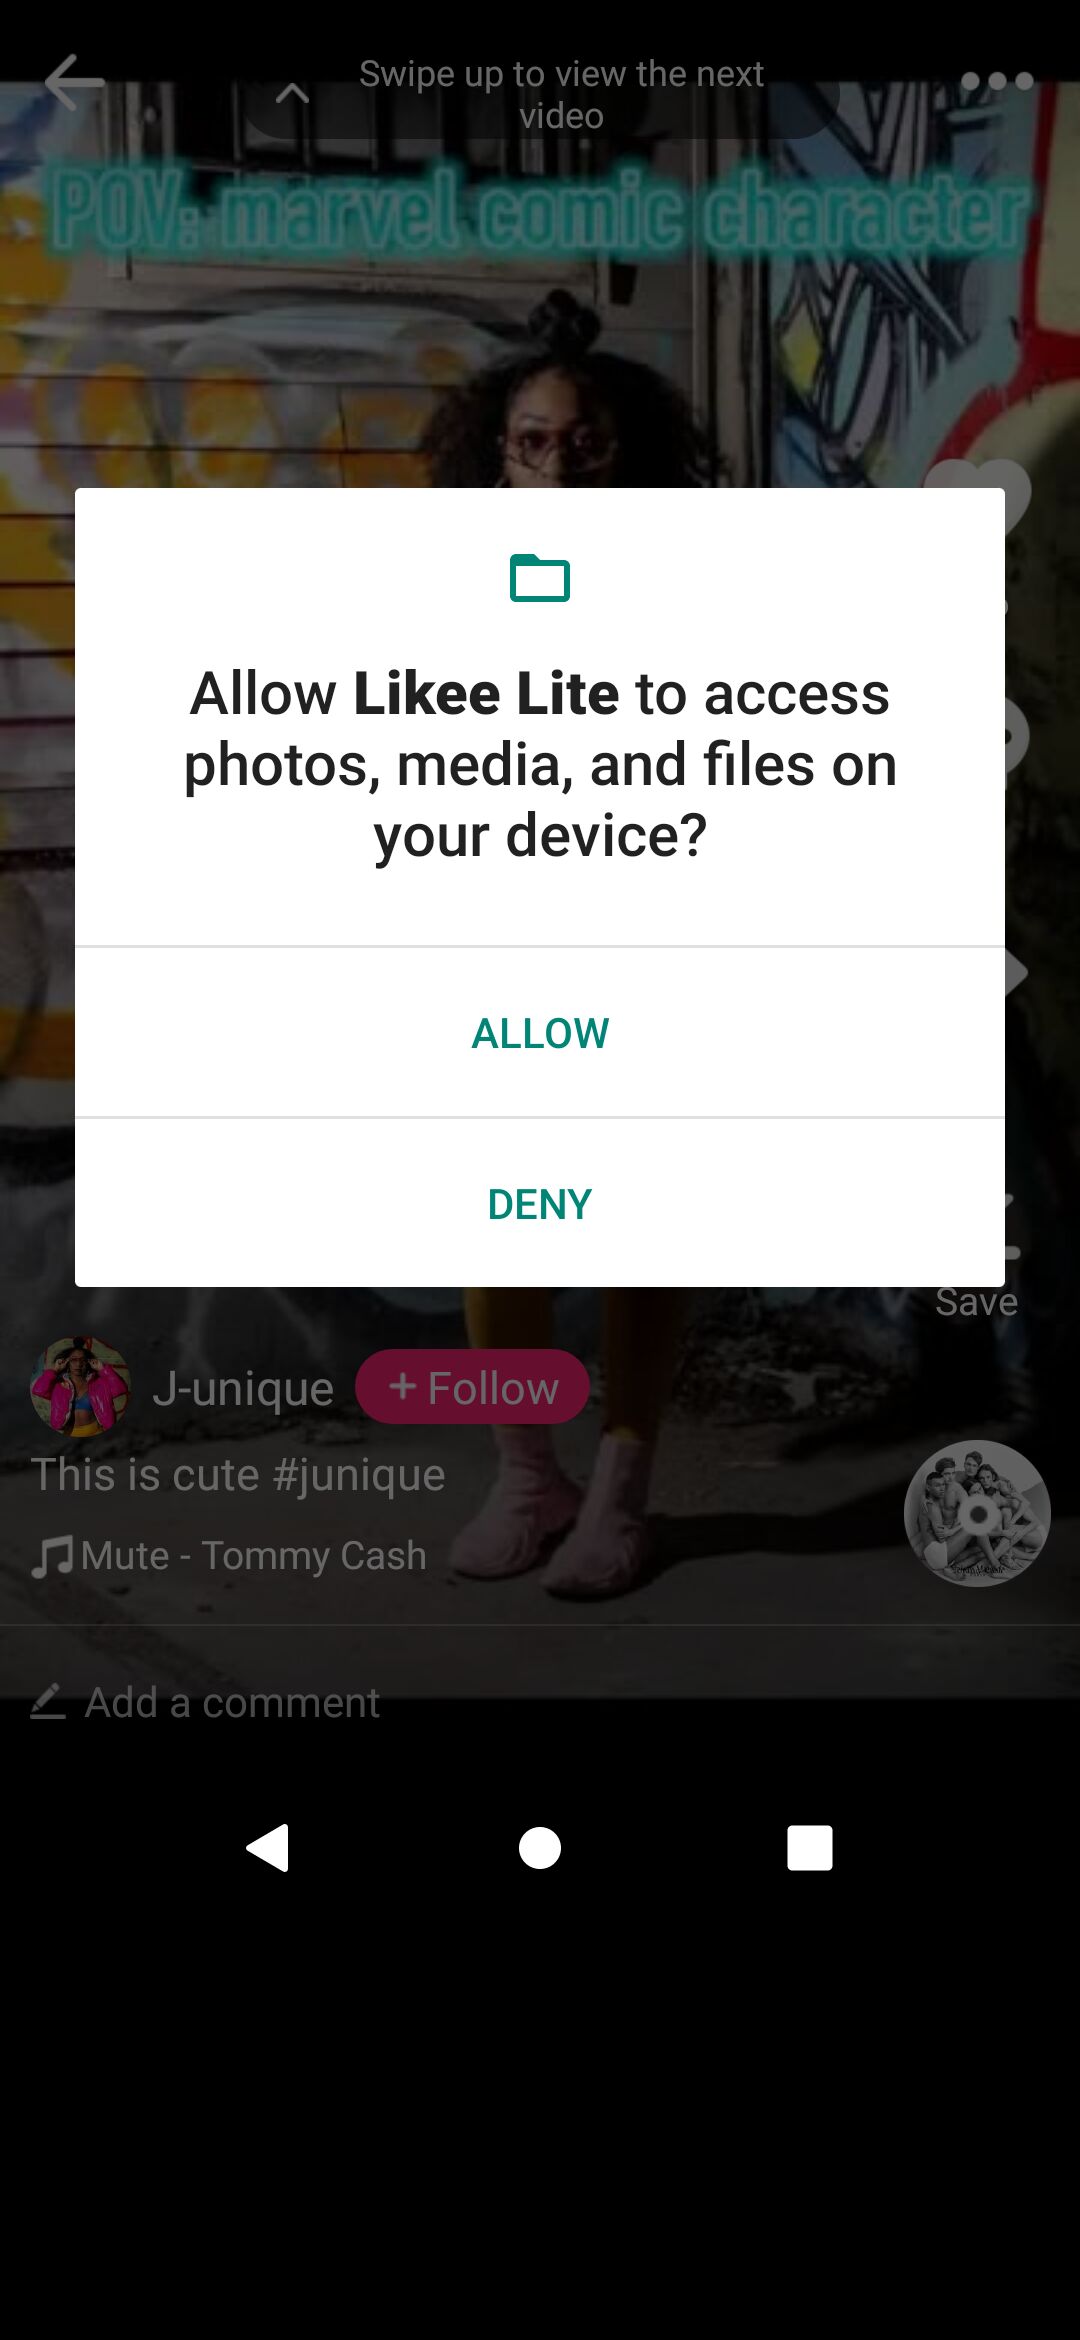 Swipe up to view the next
video
POV: marvel comic character
Allow Likee Lite to access
photos, media, and files on
your device?
ALLOW
DENY
Save
J-unique
+ Follow
This is cute #junique
Mute - Tommy Cash
Add a comment